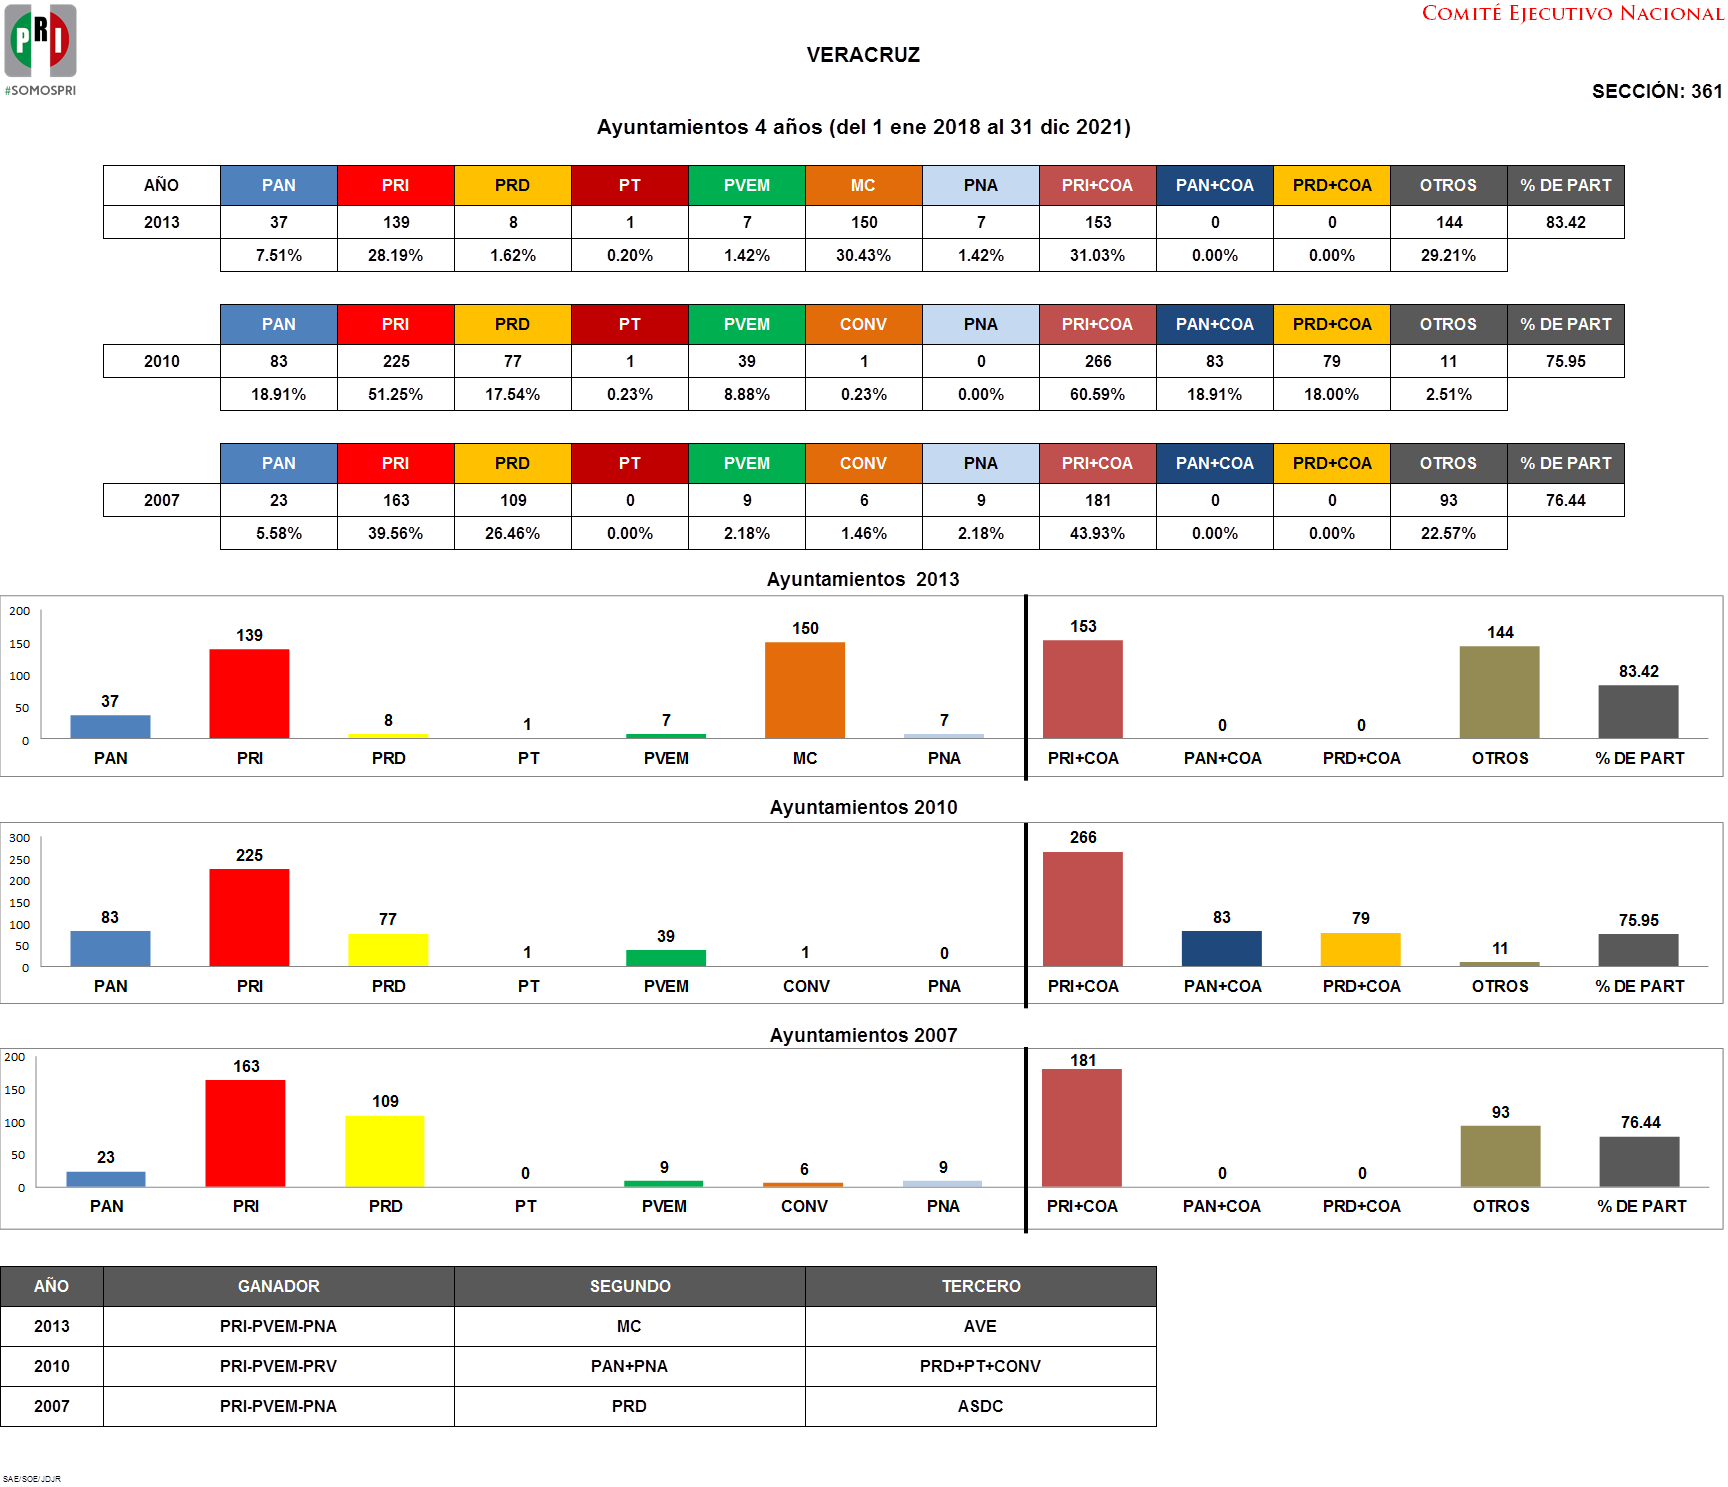 PRI
#SOMOSPRI
COMITÉ EJECUTIVO NACIONAL
VERACRUZ
SECCIÓN: 361
Ayuntamientos 4 años (del 1 ene 2018 al 31 dic 2021)
AÑO PAN PRI PRD PT PVEM MC PNA PRI+COA PAN+COA PRD+COA OTROS % DE PART
2013 37 139 8 1 7 150 7 153 0 0 144 83.42
7.51% 28.19% 1.62% 0.20% 1.42% 30.43% 1.42% 31.03% 0.00% 0.00% 29.21%
PAN PRI PRD PT PVEM CONV PNA PRI+COA PAN+COA PRD+COA OTROS % DE PART
2010 83 225 77 1 39 1 0 266 83 79 11 75.95
18.91% 51.25% 17.54% 0.23% 8.88% 0.23% 0.00% 60.59% 18.91% 18.00% 2.51%
PAN PRI PRD PT PVEM CONV PNA PRI+COA PAN+COA PRD+COA OTROS % DE PART
2007 23 163 109 0 9 6 9 181 0 0 93 76.44
5.58% 39.56% 26.46% 0.00% 2.18% 1.46% 2.18% 43.93% 0.00% 0.00% 22.57%
Ayuntamientos 2013
200
150
100
50
0
37 139 8 1 7 150 7 153 0 0 144 83.42
PAN PRI PRD PT PVEM MC PNA PRI+COA PAN+COA PRD+COA OTROS % DE PART
Ayuntamientos 2010
300
250
200
150
100
50
0
83 225 77 1 39 1 0 266 83 79 11 75.95
PAN PRI PRD PT PVEM CONV PNA PRI+COA PAN+COA PRD+COA OTROS % DE PART
Ayuntamientos 2007
200
150
100
50
0
23 163 109 0 9 6 9 181 0 0 93 76.44
PAN PRI PRD PT PVEM CONV PNA PRI+COA PAN+COA PRD+COA OTROS % DE PART
AÑO GANADOR SEGUNDO TERCERO
2013 PRI-PVEM-PNA MC AVE
2010 PRI-PVEM-PRV PAN+PNA PRD+PT+CONV
2007 PRI-PVEM-PNA PRD ASDC
SAE/SOE/JDJR